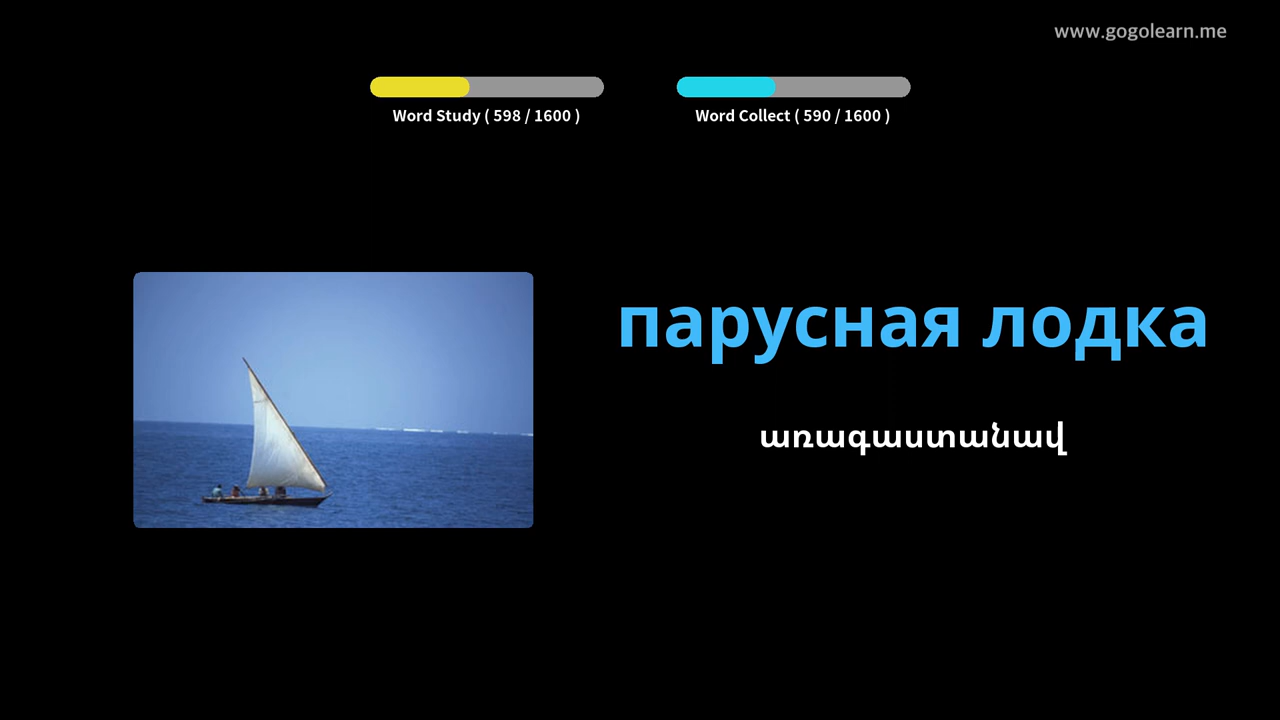 www.gogolearn.me
Word Study ( 598 / 1600 )
Word Collect ( 590 / 1600 )
парусная лодка
առագաստանավ